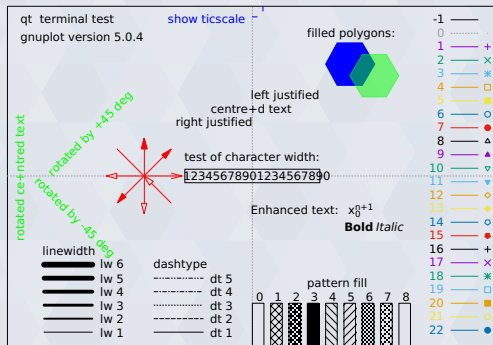 qt terminal test
gnuplot version 5.0.4
show ticscale
filled polygons:
left justified
centre+d text
right justified
test of character width:
12345678901234567890
Enhanced text: x₀ⁿ⁺¹
Bold Italic
rotated ce+ntred text
rotated by +45 deg
rotated by -45 deg
linewidth
lw 6
lw 5
lw 4
lw 3
lw 2
lw 1
dashtype
dt 5
dt 4
dt 3
dt 2
dt 1
pattern fill
0 1 2 3 4 5 6 7 8
-1
0
1
2
3
4
5
6
7
8
9
10
11
12
13
14
15
16
17
18
19
20
21
22